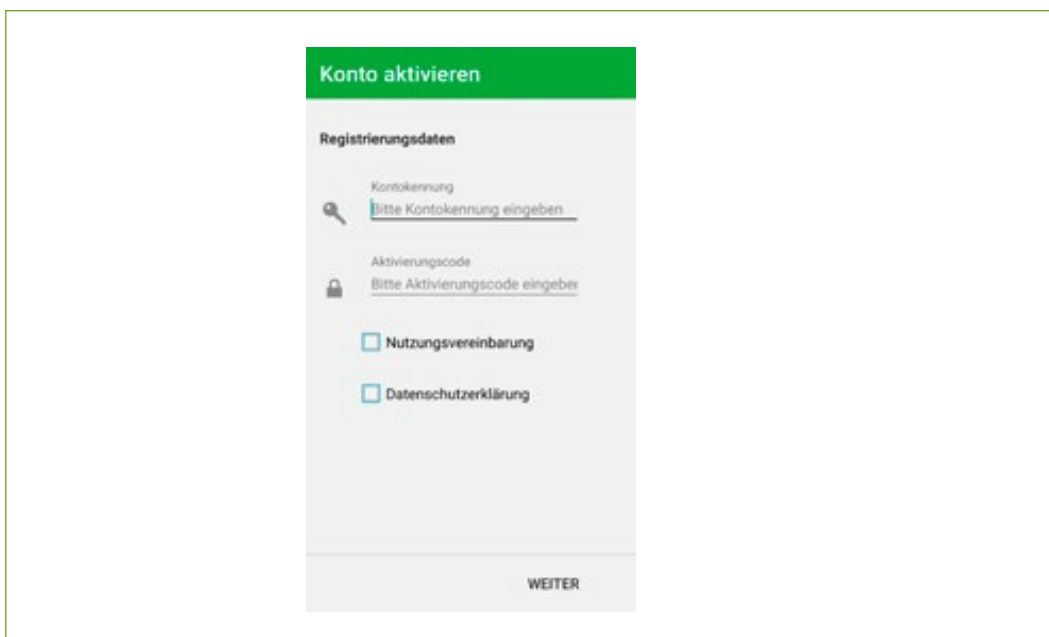 Konto aktivieren
Registrierungsdaten
Kontokennung
Bitte Kontokennung eingeben
Aktivierungscode
Bitte Aktivierungscode eingeben
Nutzungsvereinbarung
Datenschutzerklärung
WEITER